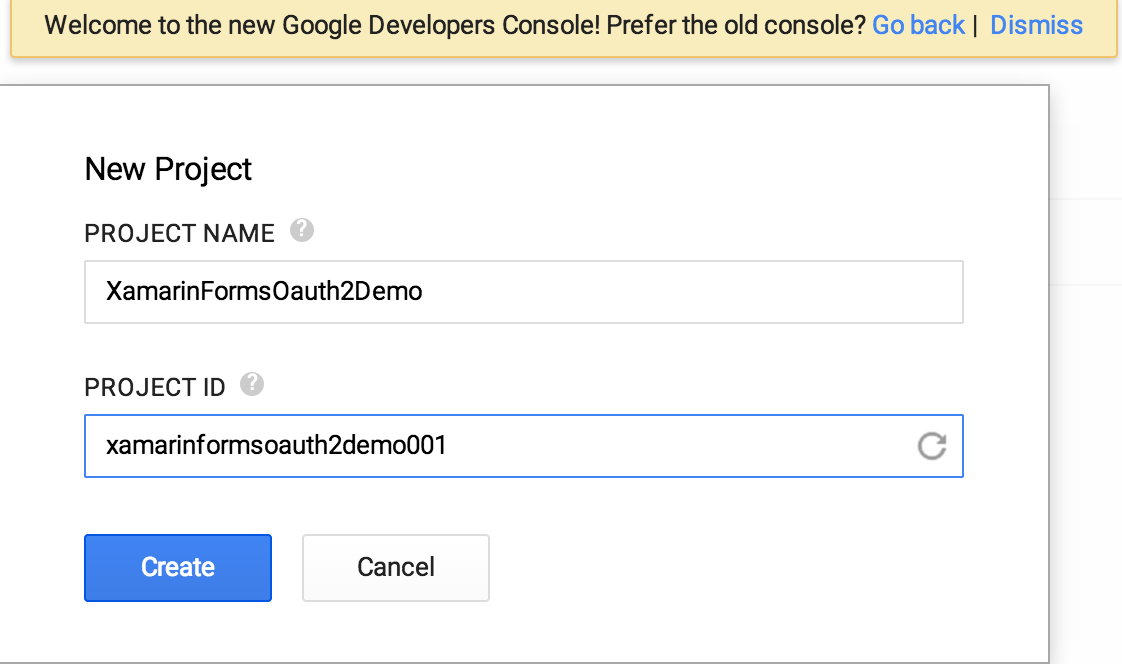 Welcome to the new Google Developers Console! Prefer the old console? Go back | Dismiss
New Project
PROJECT NAME ?
XamarinFormsOauth2Demo
PROJECT ID ?
xamarinformsoauth2demo001
Create Cancel